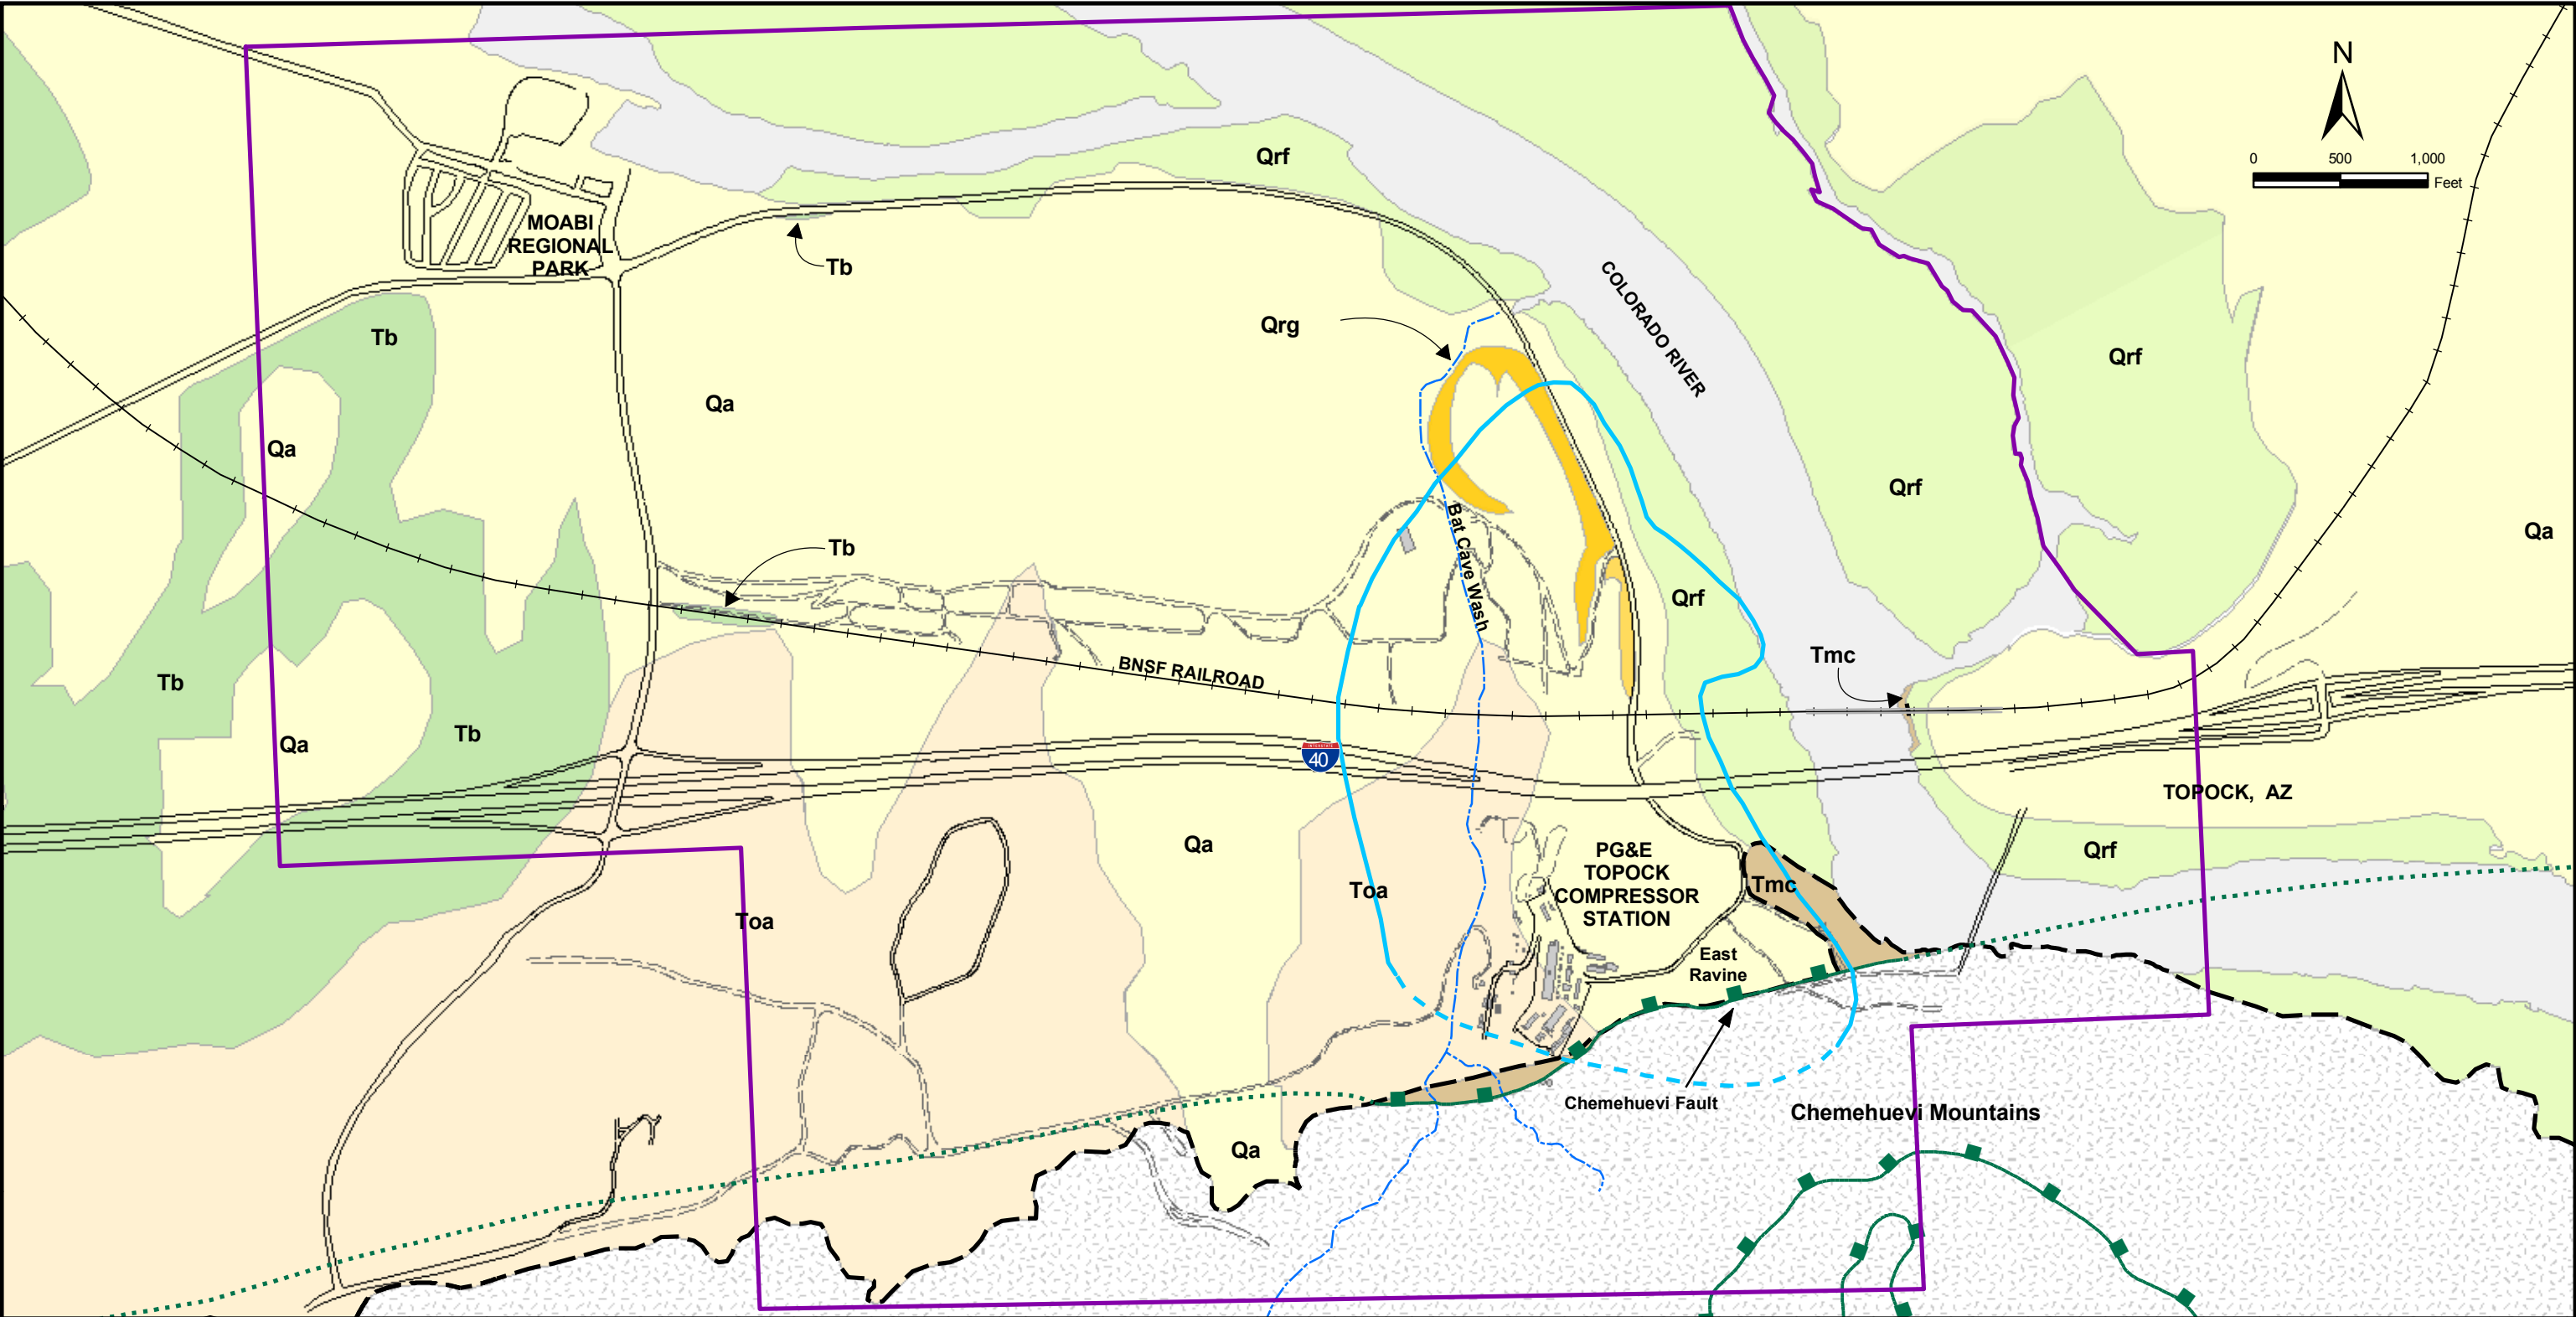 N
0 500 1,000
Feet
Qrf
MOABI
REGIONAL
PARK
Tb
COLORADO RIVER
Qrg
Tb
Qrf
Qa
Qa
Qrf
Qa
Tb
Bat Cave Wash
Qrf
Tmc
BNSF RAILROAD
Tb
Tb
Qa
INTERSTATE
40
TOPOCK, AZ
Qa
Qrf
PG&E
TOPOCK
COMPRESSOR
STATION
Toa
Tmc
Toa
East
Ravine
Chemehuevi Fault
Chemehuevi Mountains
Qa